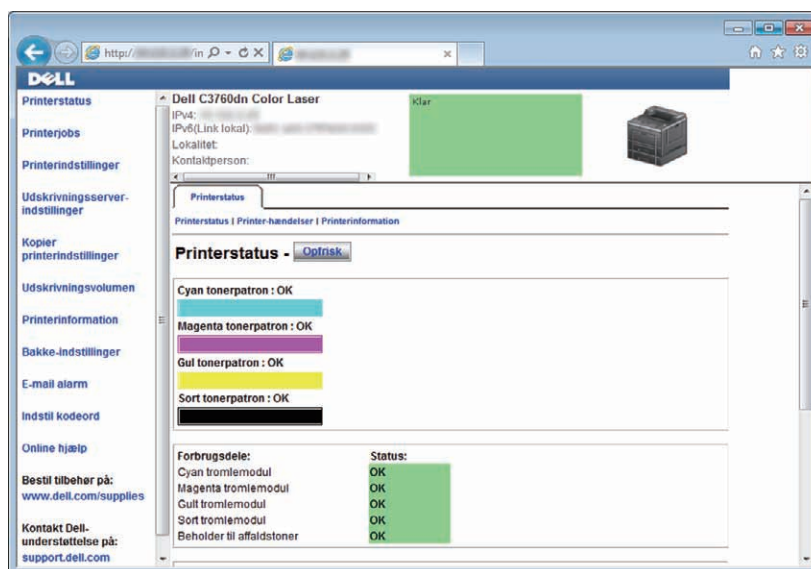 http:/ /in
DELL
Printerstatus
Printerjobs
Printerindstillinger
Udskrivningsserver-
indstillinger
Kopier
printerindstillinger
Udskrivningsvolumen
Printerinformation
Bakke-indstillinger
E-mail alarm
Indstil kodeord
Online hjælp
Bestil tilbehør på:
www.dell.com/supplies
Kontakt Dell-
understøttelse på:
support.dell.com
Dell C3760dn Color Laser
IPv4:
IPv6(Link lokal):
Lokalitet:
Kontaktperson:
Klar
Printerstatus
Printerstatus | Printer-hændelser | Printerinformation
Printerstatus - Opfrisk
Cyan tonerpatron : OK
Magenta tonerpatron : OK
Gul tonerpatron : OK
Sort tonerpatron : OK
Forbrugsdele: Status:
Cyan tromlemodul OK
Magenta tromlemodul OK
Gult tromlemodul OK
Sort tromlemodul OK
Beholder til affaldstoner OK